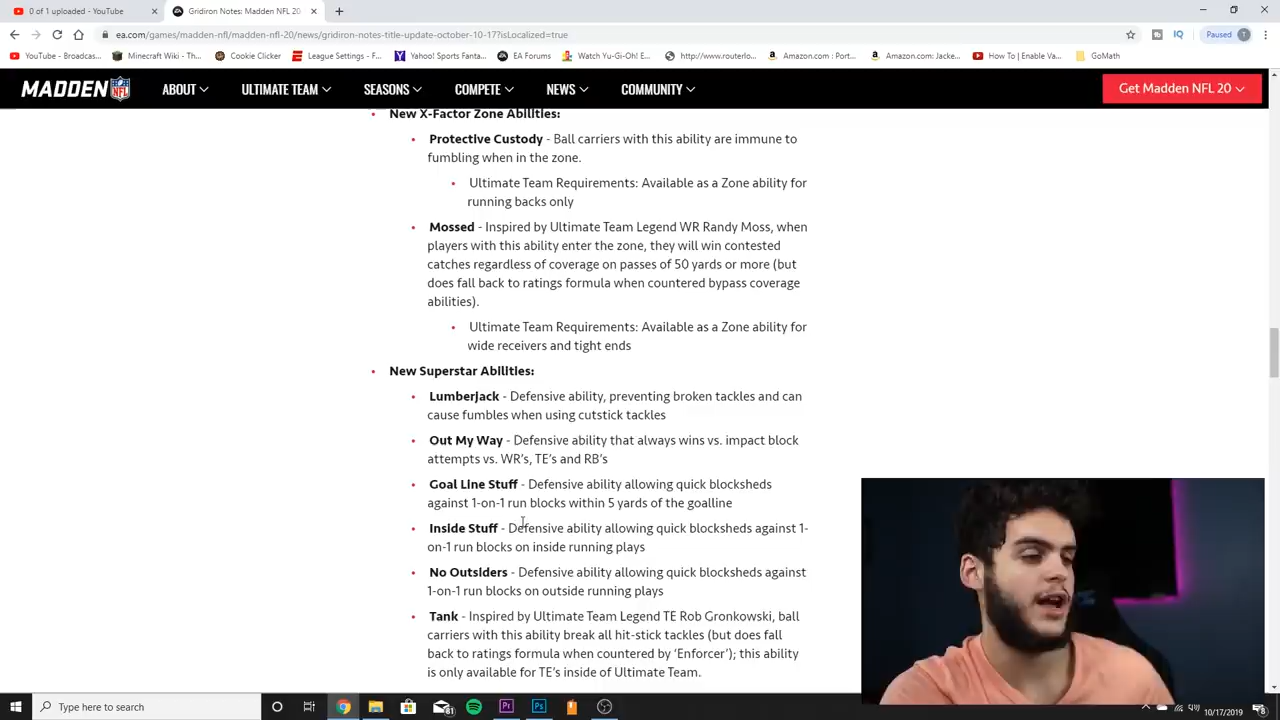 0 of 1 uploaded - YouTube
Gridiron Notes: Madden NFL 20
ea.com/games/madden-nfl/madden-nfl-20/news/gridiron-notes-title-update-october-10-17?isLocalized=true
Paused
YouTube - Broadcas...
Minecraft Wiki - Th...
Cookie Clicker
League Settings - F...
Yahoo! Sports Fanta...
EA Forums
Watch Yu-Gi-Oh! E...
http://www.routerlo...
Amazon.com : Port...
Amazon.com: Jacke...
How To | Enable Va...
GoMath
MADDEN
ABOUT
ULTIMATE TEAM
SEASONS
COMPETE
NEWS
COMMUNITY
Get Madden NFL 20
New X-Factor Zone Abilities:
Protective Custody - Ball carriers with this ability are immune to
fumbling when in the zone.
Ultimate Team Requirements: Available as a Zone ability for
running backs only
Mossed - Inspired by Ultimate Team Legend WR Randy Moss, when
players with this ability enter the zone, they will win contested
catches regardless of coverage on passes of 50 yards or more (but
does fall back to ratings formula when countered bypass coverage
abilities).
Ultimate Team Requirements: Available as a Zone ability for
wide receivers and tight ends
New Superstar Abilities:
Lumberjack - Defensive ability, preventing broken tackles and can
cause fumbles when using cutstick tackles
Out My Way - Defensive ability that always wins vs. impact block
attempts vs. WR's, TE's and RB's
Goal Line Stuff - Defensive ability allowing quick blocksheds
against 1-on-1 run blocks within 5 yards of the goalline
Inside Stuff - Defensive ability allowing quick blocksheds against 1-
on-1 run blocks on inside running plays
No Outsiders - Defensive ability allowing quick blocksheds against
1-on-1 run blocks on outside running plays
Tank - Inspired by Ultimate Team Legend TE Rob Gronkowski, ball
carriers with this ability break all hit-stick tackles (but does fall
back to ratings formula when countered by 'Enforcer'); this ability
is only available for TE's inside of Ultimate Team.
Type here to search
10/17/2019